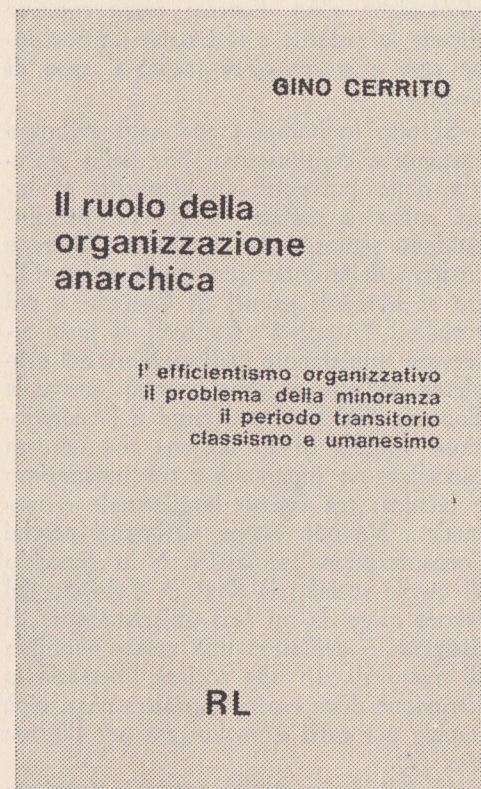 GINO CERRITO
Il ruolo della
organizzazione
anarchica
l' efficientismo organizzativo
il problema della minoranza
il periodo transitorio
classismo e umanesimo
RL